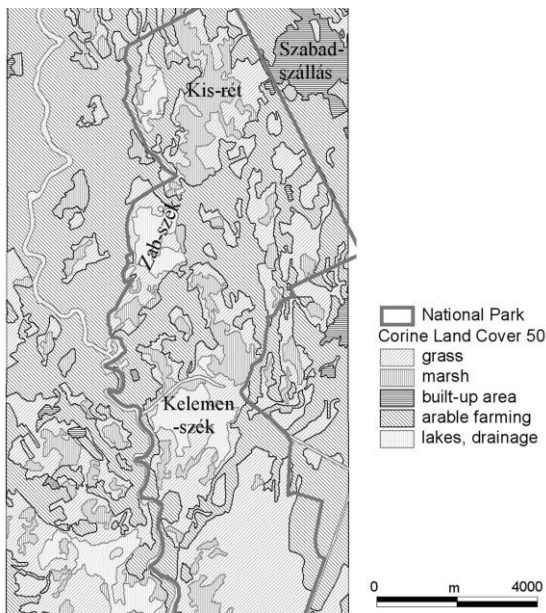 Szabad-
szállás
Kis-rét
Zab-szék
Kelemen
-szék
National Park
Corine Land Cover 50
grass
marsh
built-up area
arable farming
lakes, drainage
0 m 4000